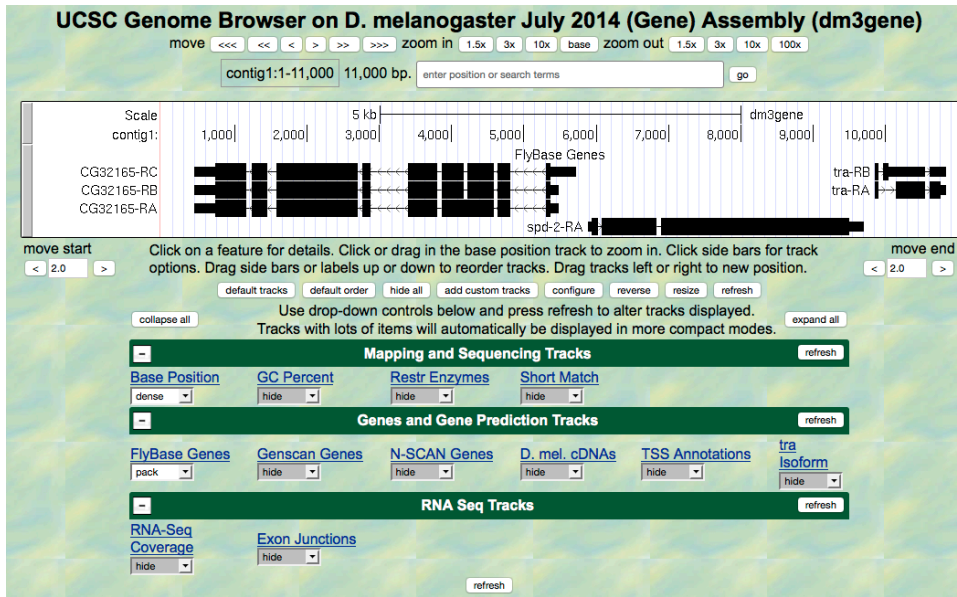 UCSC Genome Browser on D. melanogaster July 2014 (Gene) Assembly (dm3gene)
move <<< << < > >> >>> zoom in 1.5x 3x 10x base zoom out 1.5x 3x 10x 100x
contig1:1-11,000 11,000 bp. enter position or search terms go
Scale 5 kb dm3gene
contig1: 1,000 2,000 3,000 4,000 5,000 6,000 7,000 8,000 9,000 10,000
FlyBase Genes
CG32165-RC tra-RB
CG32165-RB tra-RA
CG32165-RA
spd-2-RA
move start Click on a feature for details. Click or drag in the base position track to zoom in. Click side bars for track move end
< 2.0 > options. Drag side bars or labels up or down to reorder tracks. Drag tracks left or right to new position. < 2.0 >
default tracks default order hide all add custom tracks configure reverse resize refresh
collapse all Use drop-down controls below and press refresh to alter tracks displayed. expand all
Tracks with lots of items will automatically be displayed in more compact modes.
- Mapping and Sequencing Tracks refresh
Base Position GC Percent Restr Enzymes Short Match
dense hide hide hide
- Genes and Gene Prediction Tracks refresh
FlyBase Genes Genscan Genes N-SCAN Genes D. mel. cDNAs TSS Annotations tra Isoform
pack hide hide hide hide hide
- RNA Seq Tracks refresh
RNA-Seq Coverage Exon Junctions
hide hide
refresh